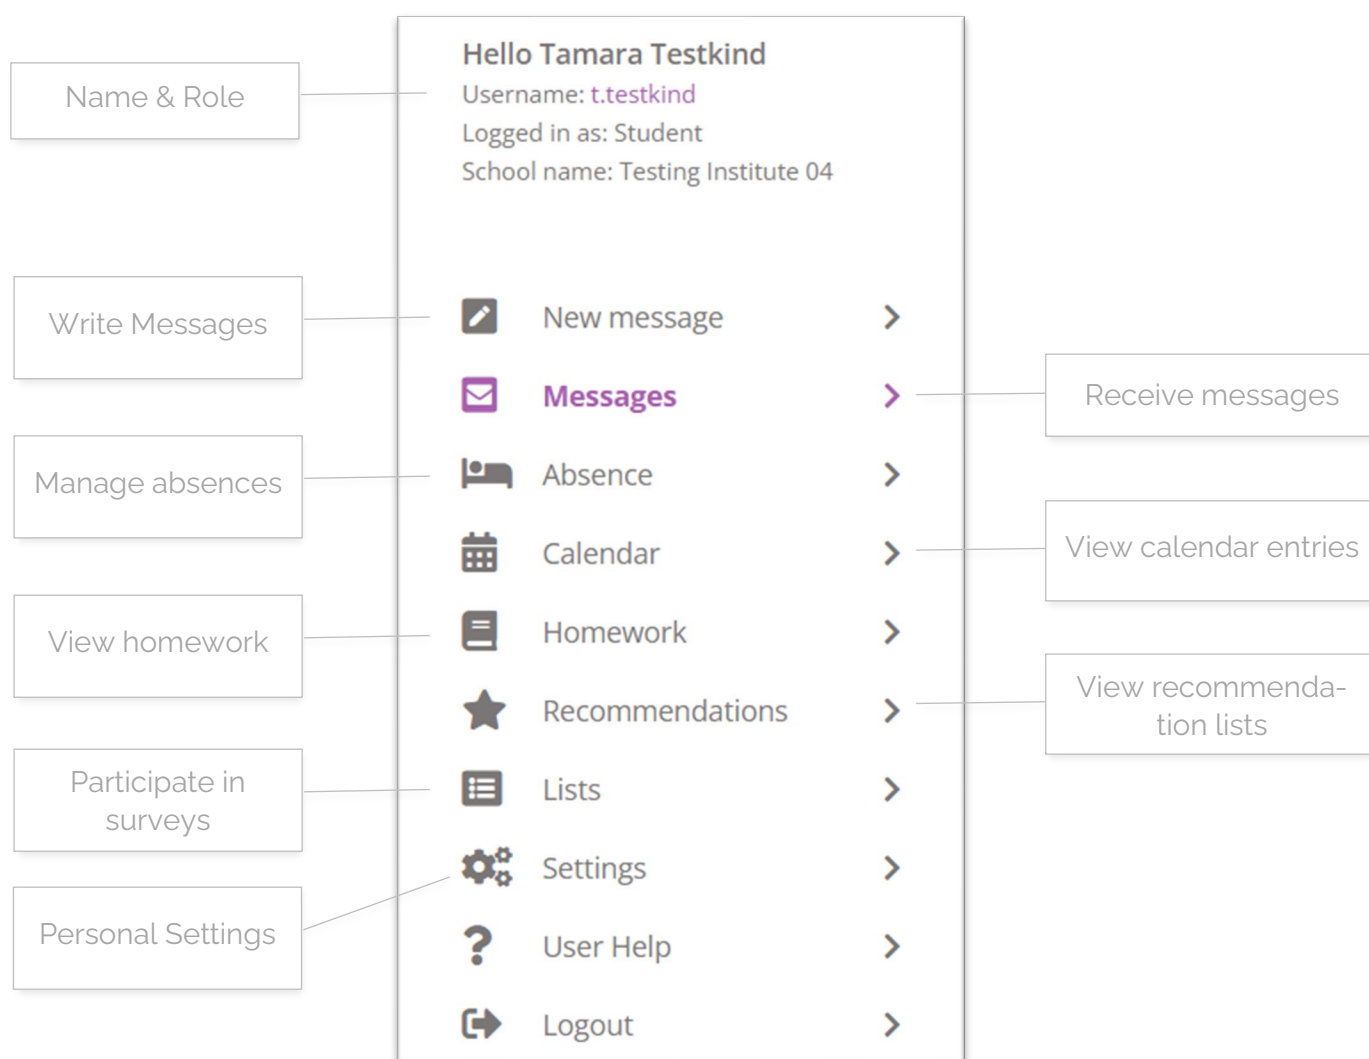 Hello Tamara Testkind
Name & Role
Username: t.testkind
Logged in as: Student
School name: Testing Institute 04
Write Messages
New message
Messages
Receive messages
Manage absences
Absence
Calendar
View calendar entries
View homework
Homework
Recommendations
View recommenda-
tion lists
Participate in
surveys
Lists
Settings
Personal Settings
User Help
Logout